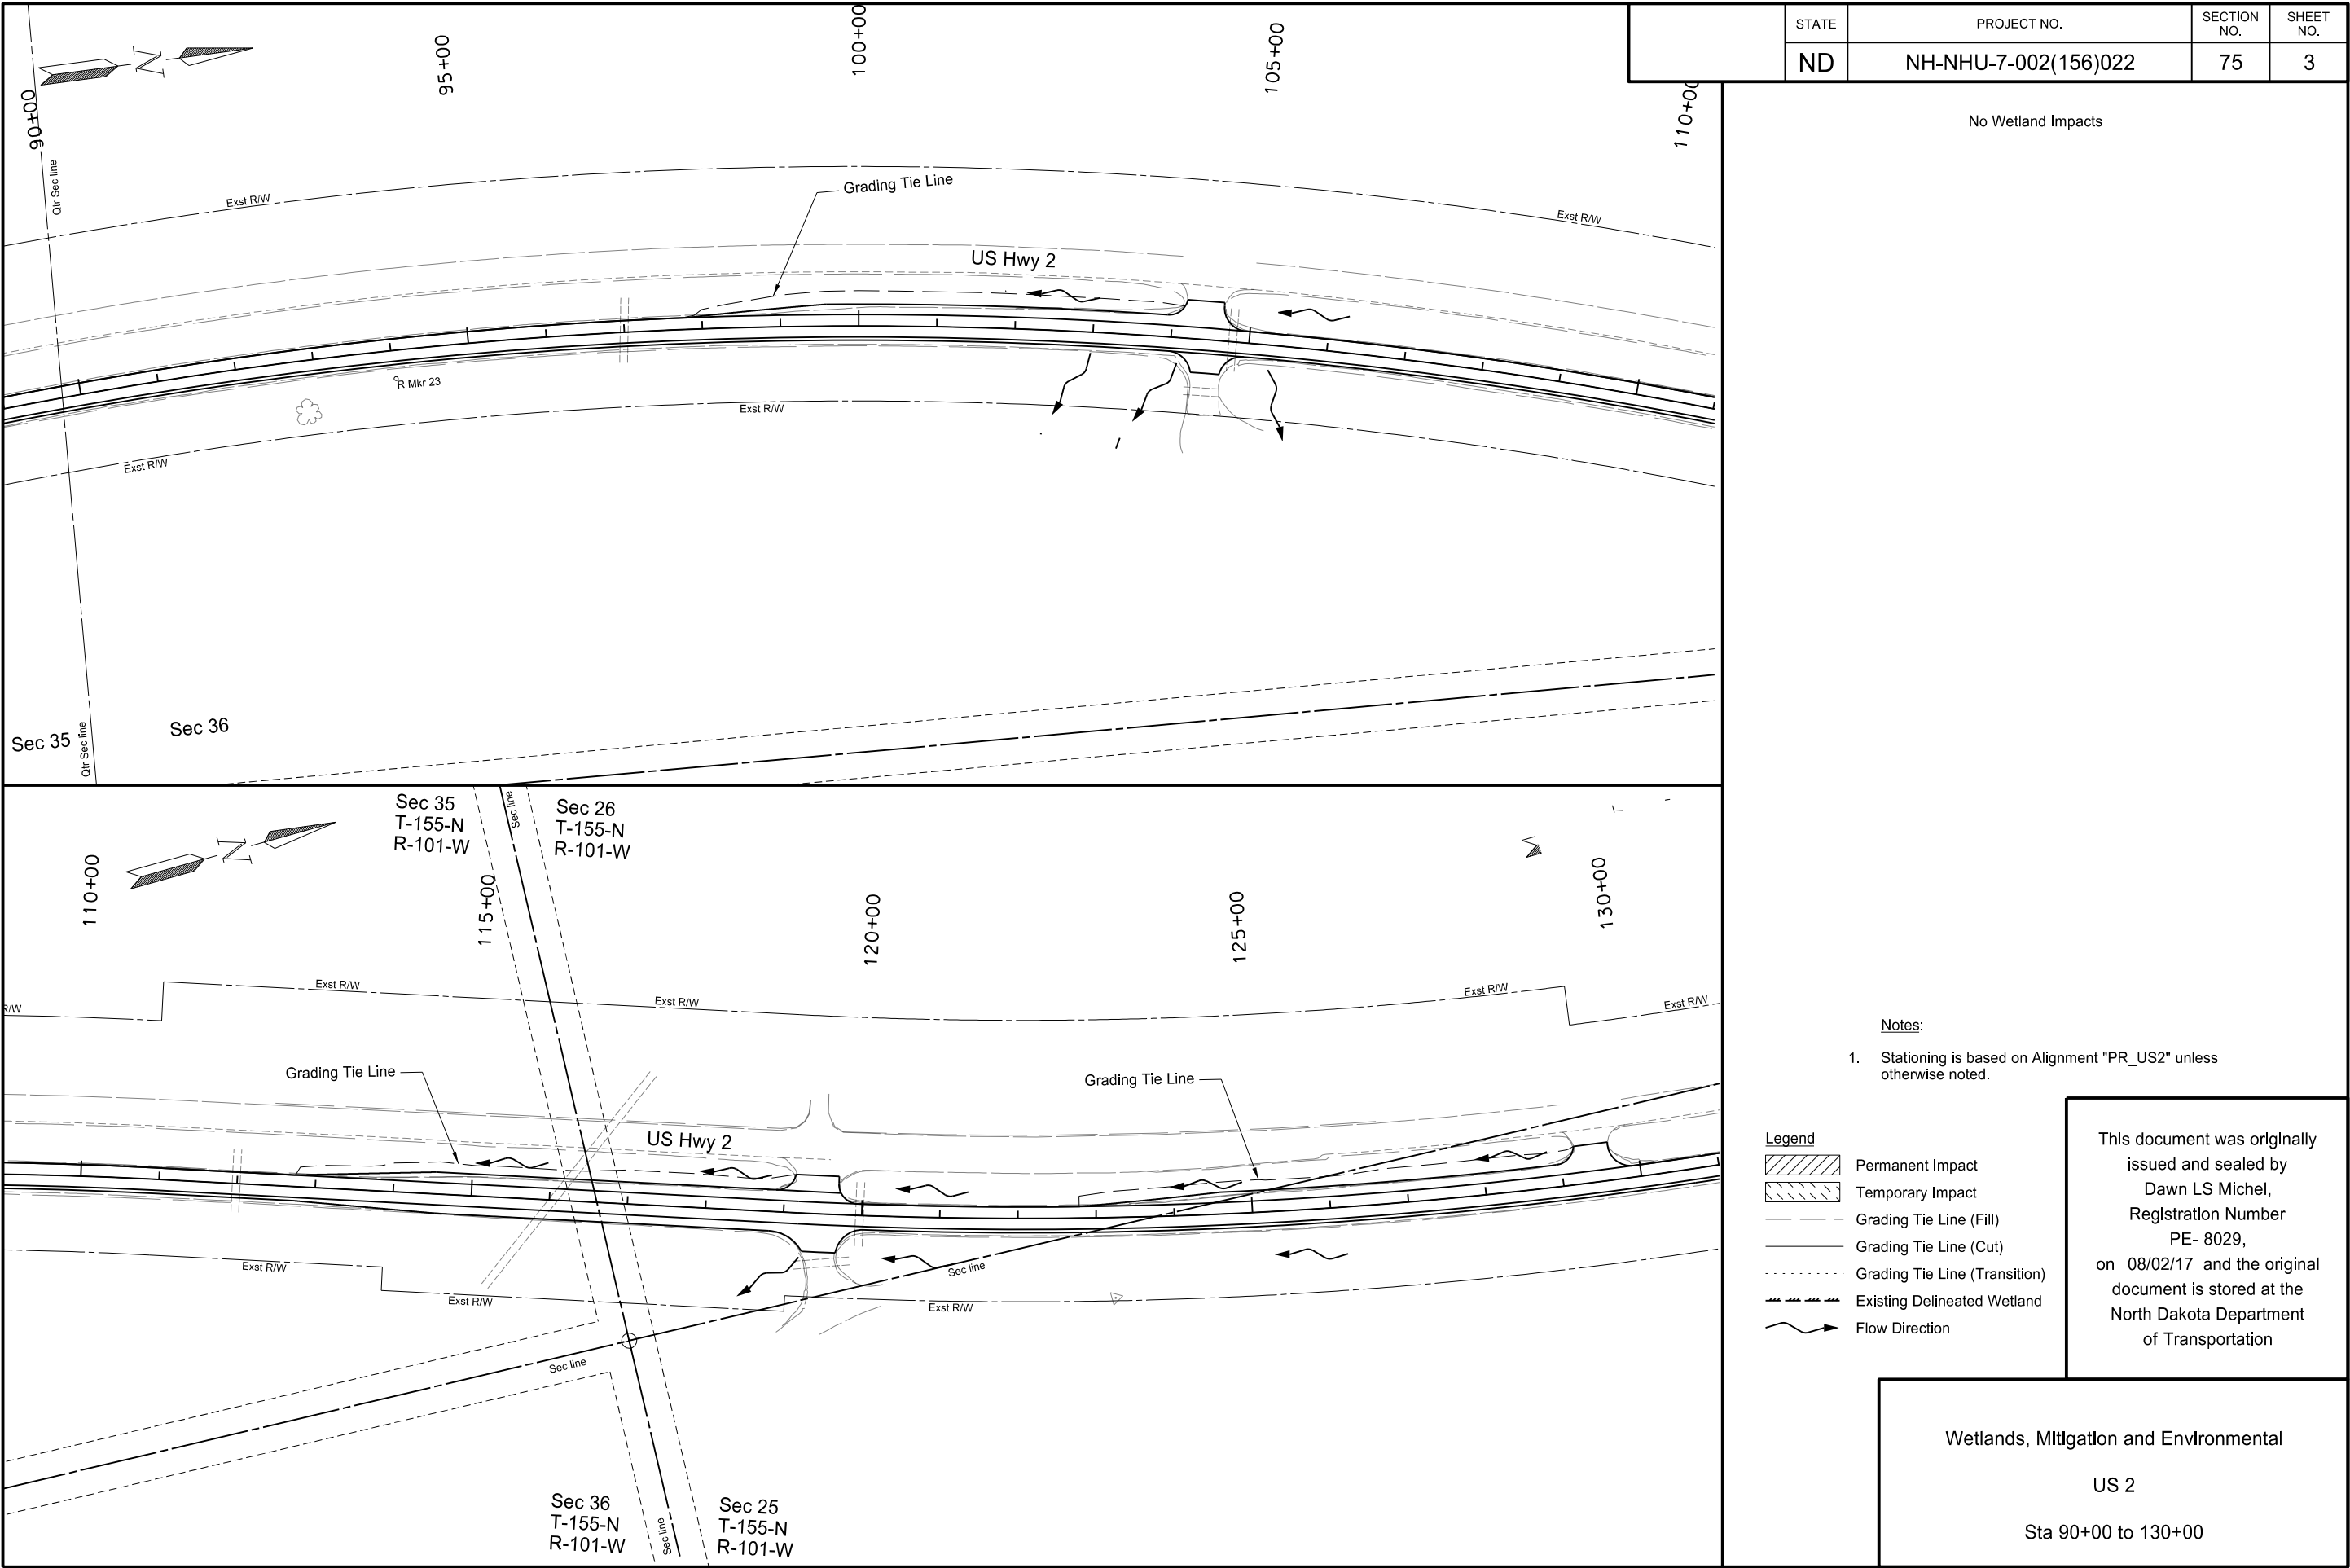 STATE
PROJECT NO.
SECTION NO.
SHEET NO.
ND
NH-NHU-7-002(156)022
75
3
No Wetland Impacts
N
90+00
95+00
100+00
105+00
110+00
Qtr Sec line
Exst R/W
Grading Tie Line
Exst R/W
US Hwy 2
R Mkr 23
Exst R/W
Exst R/W
Sec 35
Qtr Sec line
Sec 36
Sec 35
T-155-N
R-101-W
Sec line
Sec 26
T-155-N
R-101-W
N
110+00
115+00
120+00
125+00
130+00
R/W
Exst R/W
Exst R/W
Exst R/W
Exst R/W
Grading Tie Line
Grading Tie Line
US Hwy 2
Exst R/W
Exst R/W
Exst R/W
Sec line
Sec line
Sec 36
T-155-N
R-101-W
Sec line
Sec 25
T-155-N
R-101-W
Notes:
1. Stationing is based on Alignment "PR_US2" unless
otherwise noted.
Legend
Permanent Impact
Temporary Impact
Grading Tie Line (Fill)
Grading Tie Line (Cut)
Grading Tie Line (Transition)
Existing Delineated Wetland
Flow Direction
This document was originally
issued and sealed by
Dawn LS Michel,
Registration Number
PE- 8029,
on 08/02/17 and the original
document is stored at the
North Dakota Department
of Transportation
Wetlands, Mitigation and Environmental
US 2
Sta 90+00 to 130+00